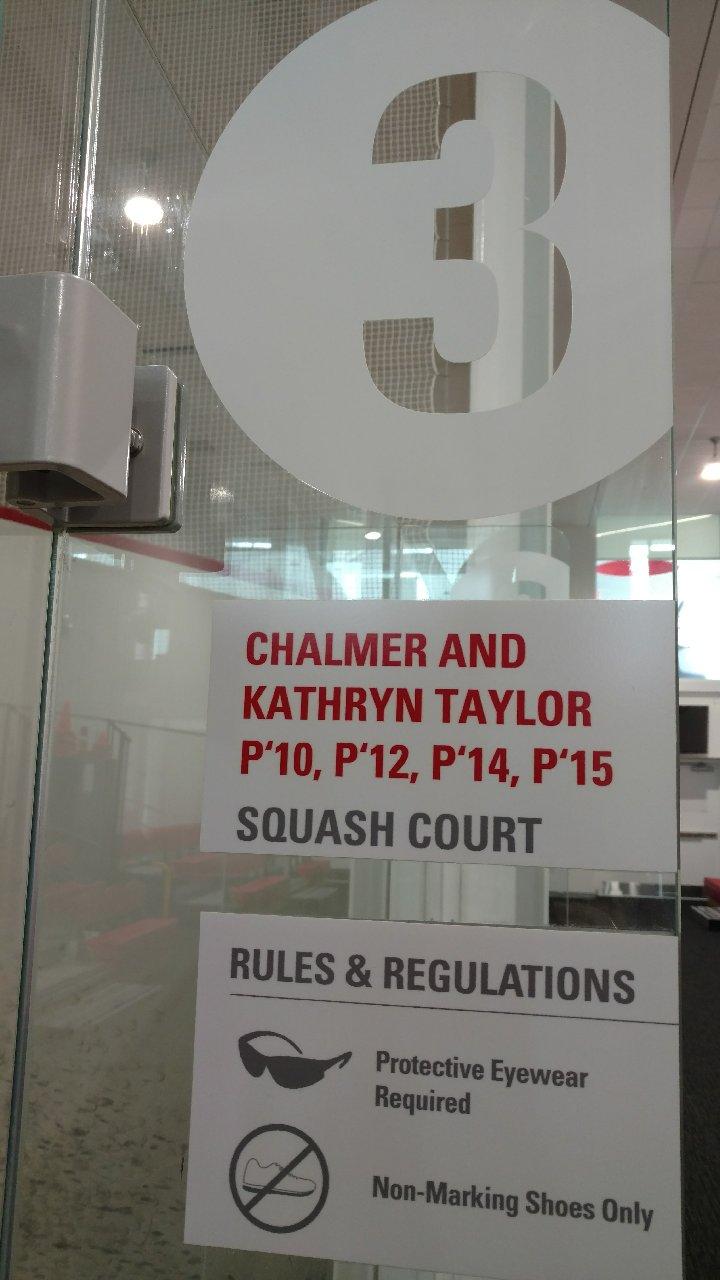 3
CHALMER AND
KATHRYN TAYLOR
P‘10, P‘12, P‘14, P‘15
SQUASH COURT
RULES & REGULATIONS
Protective Eyewear
Required
Non-Marking Shoes Only